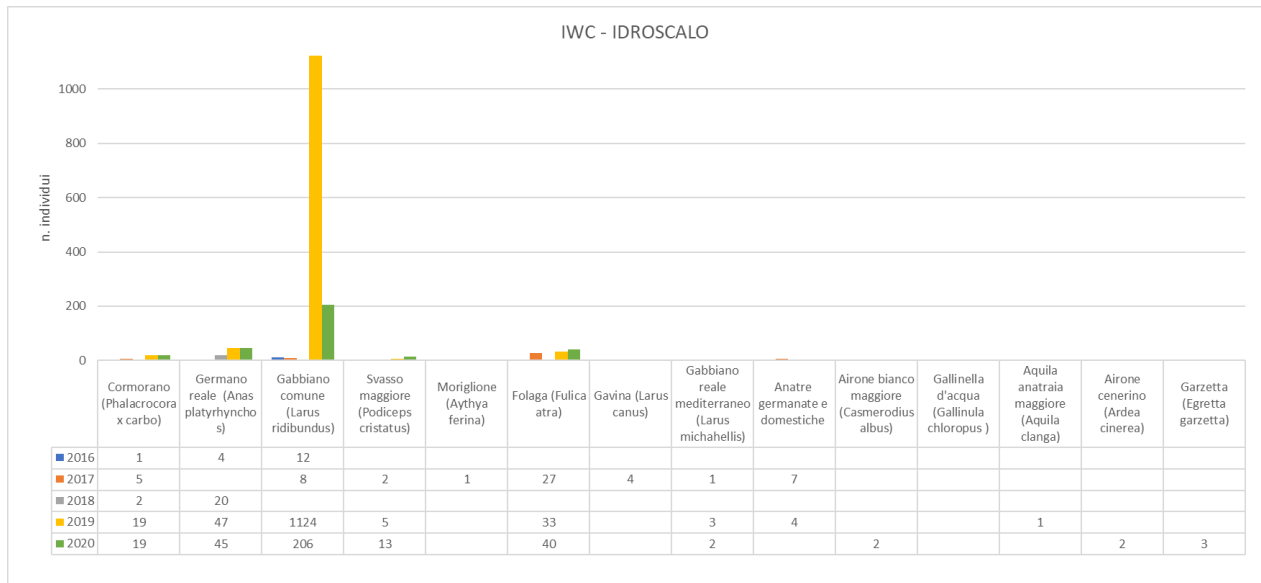 IWC - IDROSCALO
n. individui
1000
800
600
400
200
0
Cormorano
(Phalacrocora
x carbo)
Germano
reale (Anas
platyrhyncho
s)
Gabbiano
comune
(Larus
ridibundus)
Svasso
maggiore
(Podiceps
cristatus)
Moriglione
(Aythya
ferina)
Folaga (Fulica
atra)
Gavina (Larus
canus)
Gabbiano
reale
mediterraneo
(Larus
michahellis)
Anatre
germanate e
domestiche
Airone bianco
maggiore
(Casmerodius
albus)
Gallinella
d'acqua
(Gallinula
chloropus )
Aquila
anatraia
maggiore
(Aquila
clanga)
Airone
cenerino
(Ardea
cinerea)
Garzetta
(Egretta
garzetta)
2016 1 4 12
2017 5 8 2 1 27 4 1 7
2018 2 20
2019 19 47 1124 5 33 3 4 1
2020 19 45 206 13 40 2 2 2 3